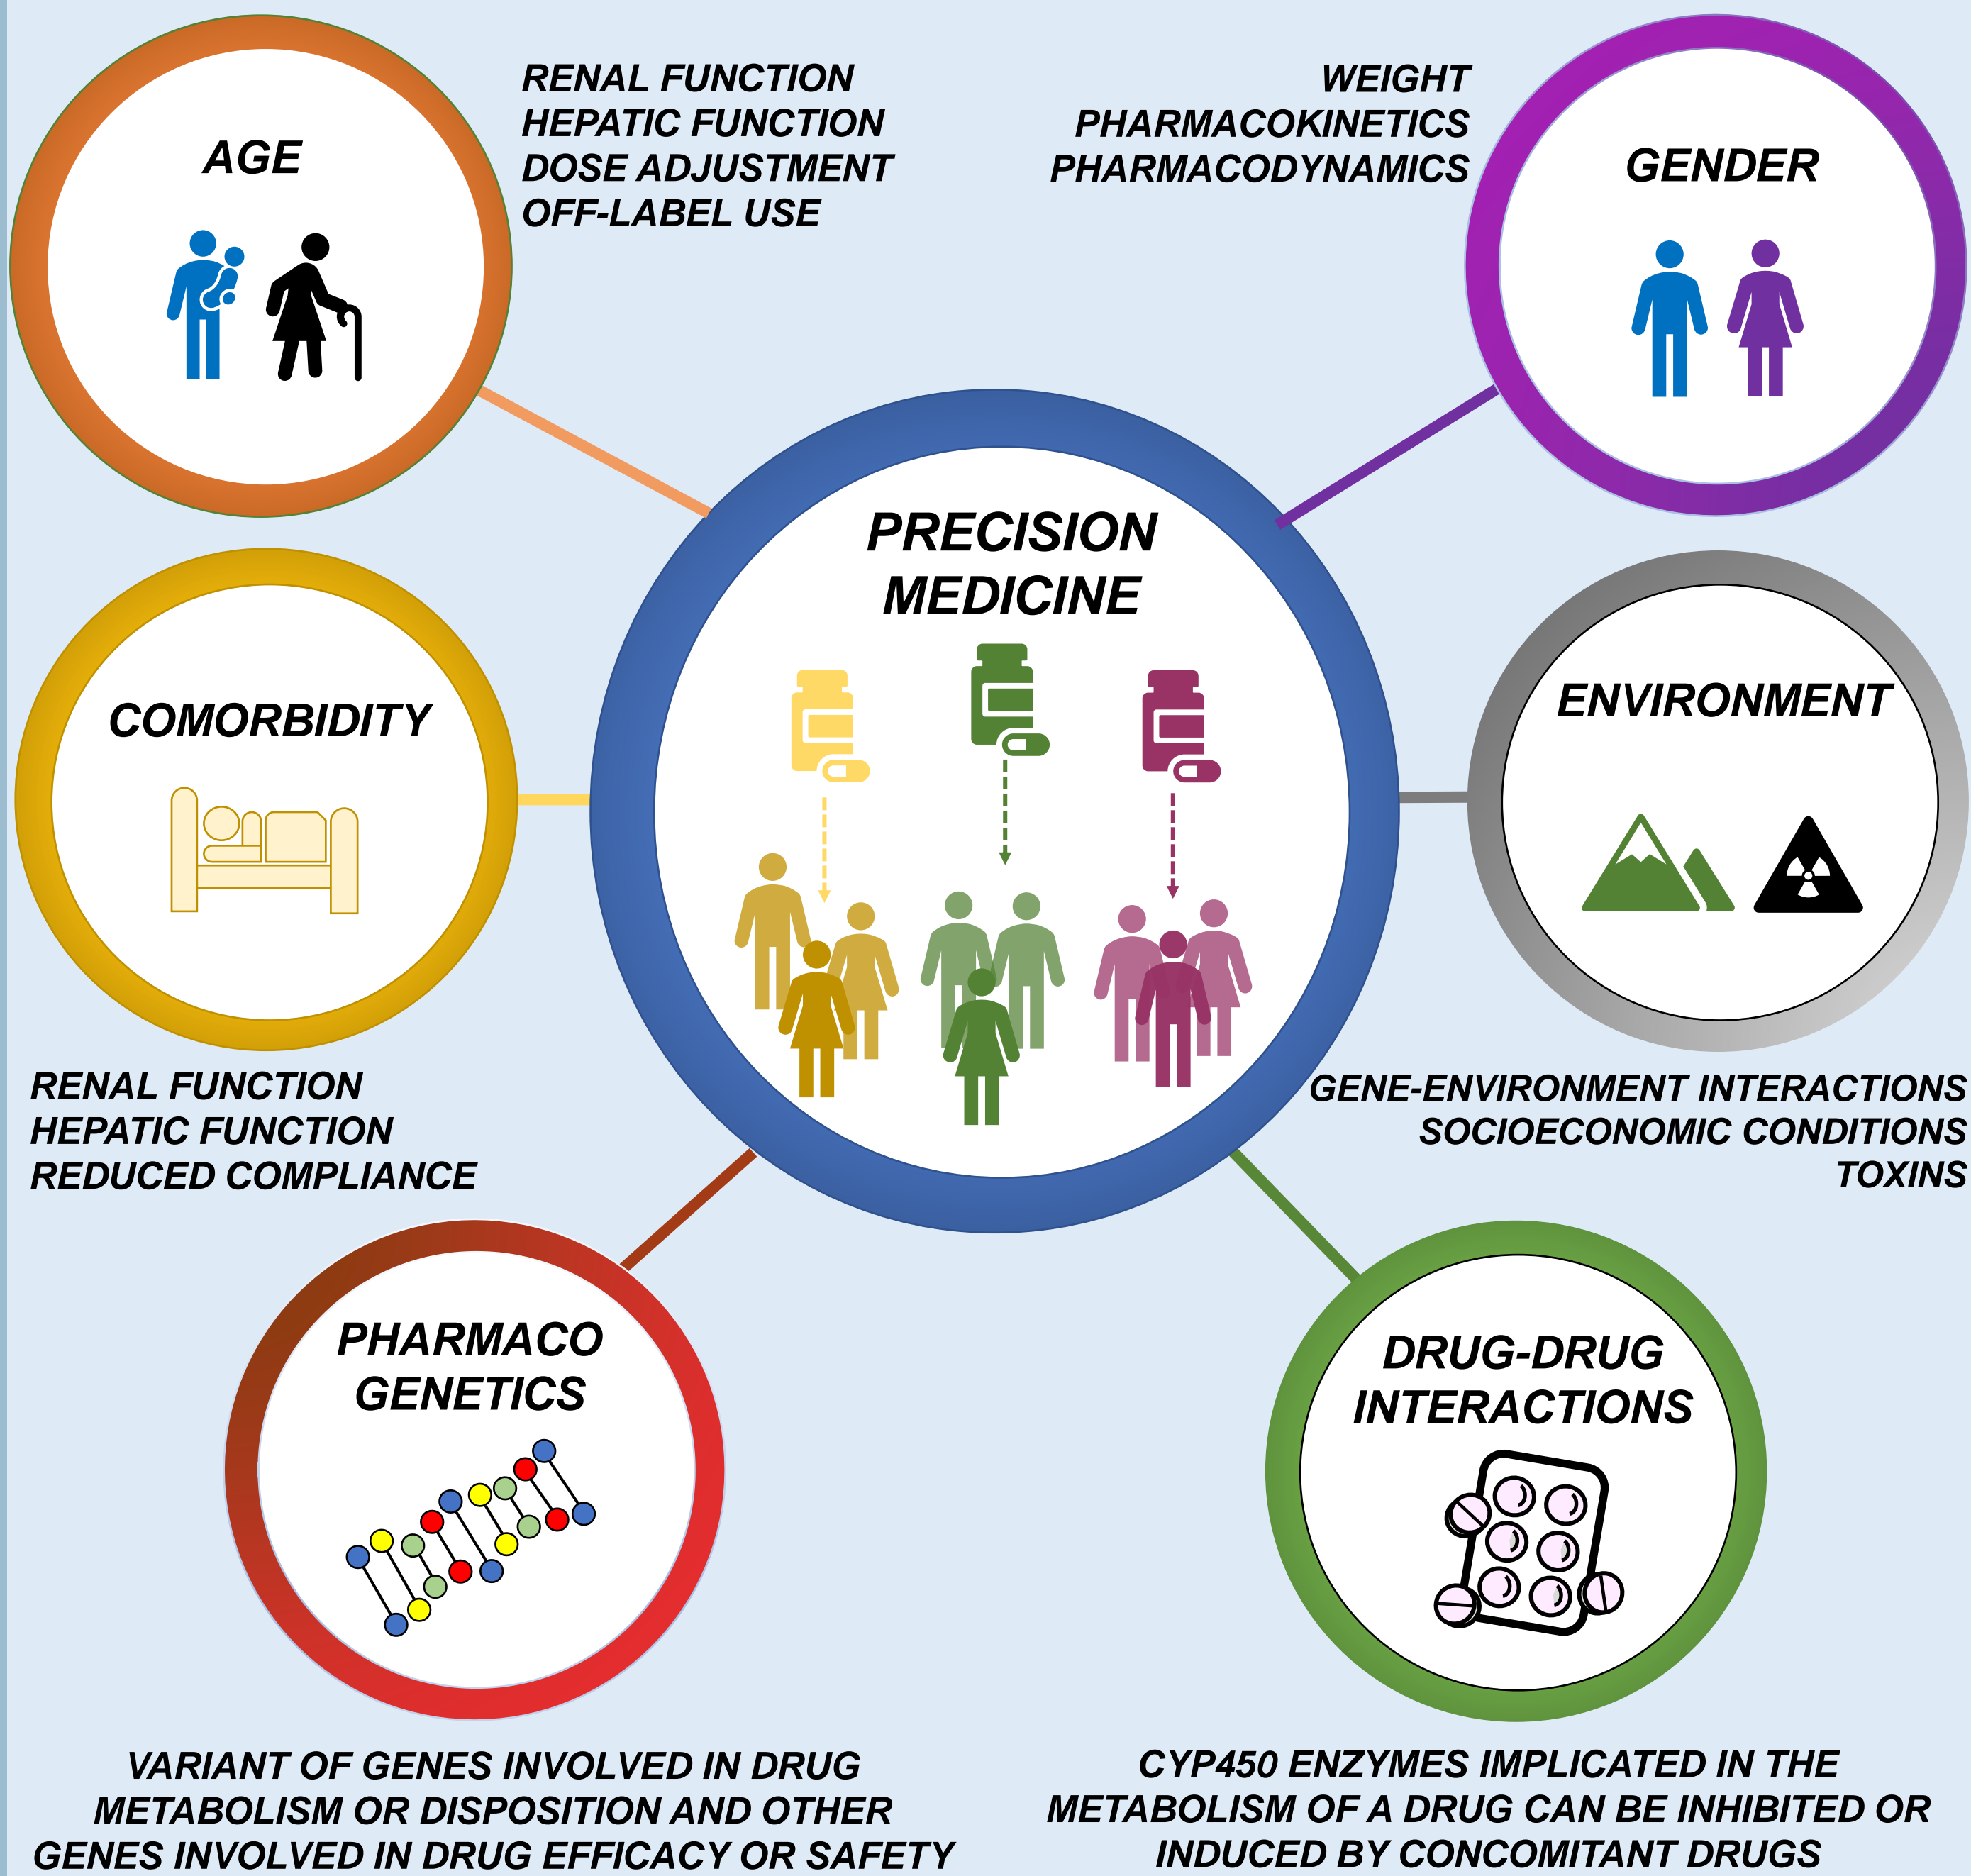 AGE
RENAL FUNCTION
HEPATIC FUNCTION
DOSE ADJUSTMENT
OFF-LABEL USE
WEIGHT
PHARMACOKINETICS
PHARMACODYNAMICS
GENDER
PRECISION
MEDICINE
COMORBIDITY
RENAL FUNCTION
HEPATIC FUNCTION
REDUCED COMPLIANCE
ENVIRONMENT
GENE-ENVIRONMENT INTERACTIONS
SOCIOECONOMIC CONDITIONS
TOXINS
PHARMACO
GENETICS
VARIANT OF GENES INVOLVED IN DRUG
METABOLISM OR DISPOSITION AND OTHER
GENES INVOLVED IN DRUG EFFICACY OR SAFETY
DRUG-DRUG
INTERACTIONS
CYP450 ENZYMES IMPLICATED IN THE
METABOLISM OF A DRUG CAN BE INHIBITED OR
INDUCED BY CONCOMITANT DRUGS